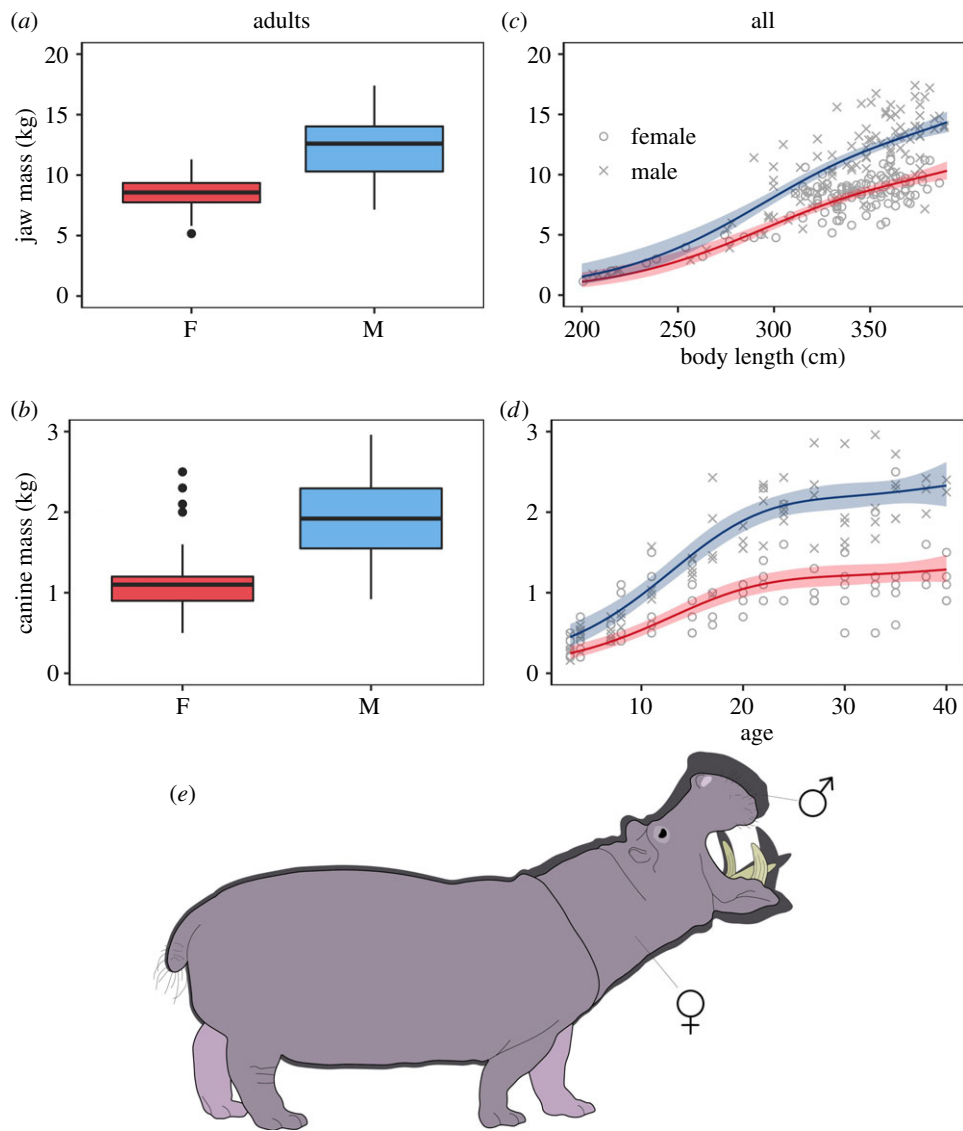 (a) adults
jaw mass (kg)
20
15
10
5
0
F M
(c) all
20
15
10
5
0
female
male
200 250 300 350
body length (cm)
(b)
canine mass (kg)
3
2
1
0
F M
(d)
3
2
1
0
10 20 30 40
age
(e)
♂
♀